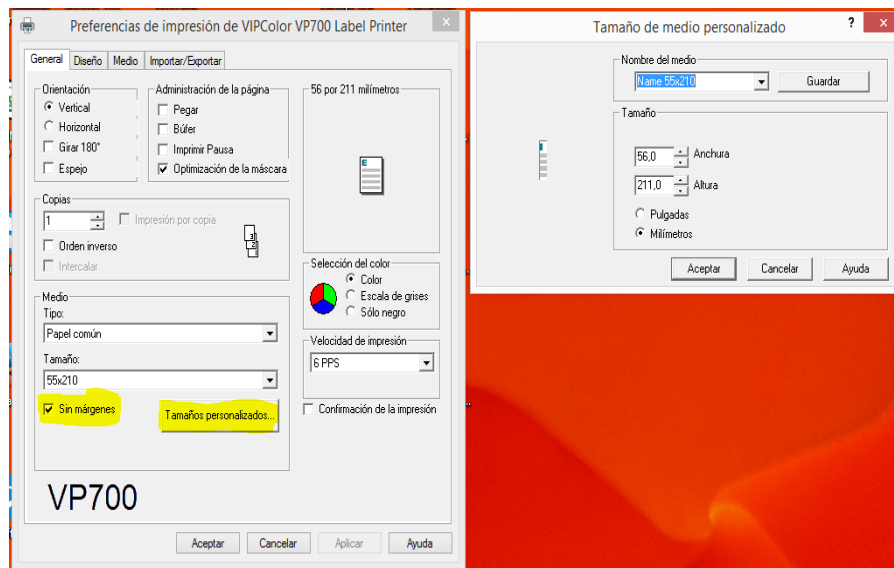 Preferencias de impresión de VIPColor VP700 Label Printer
General
Diseño
Medio
Importar/Exportar
Orientación
Vertical
Horizontal
Girar 180°
Espejo
Administración de la página
Pegar
Búfer
Imprimir Pausa
Optimización de la máscara
56 por 211 milímetros
E
Copias
1
Impresión por copia
3
2
1
Orden inverso
Intercalar
Selección del color
Color
Escala de grises
Sólo negro
Medio
Tipo:
Papel común
Tamaño:
55x210
Sin márgenes
Tamaños personalizados...
Velocidad de impresión
6 PPS
Confirmación de la impresión
VP700
Aceptar
Cancelar
Aplicar
Ayuda
Tamaño de medio personalizado
?
Nombre del medio
Name 55x210
Guardar
Tamaño
56,0 Anchura
211,0 Altura
Pulgadas
Milímetros
Aceptar
Cancelar
Ayuda